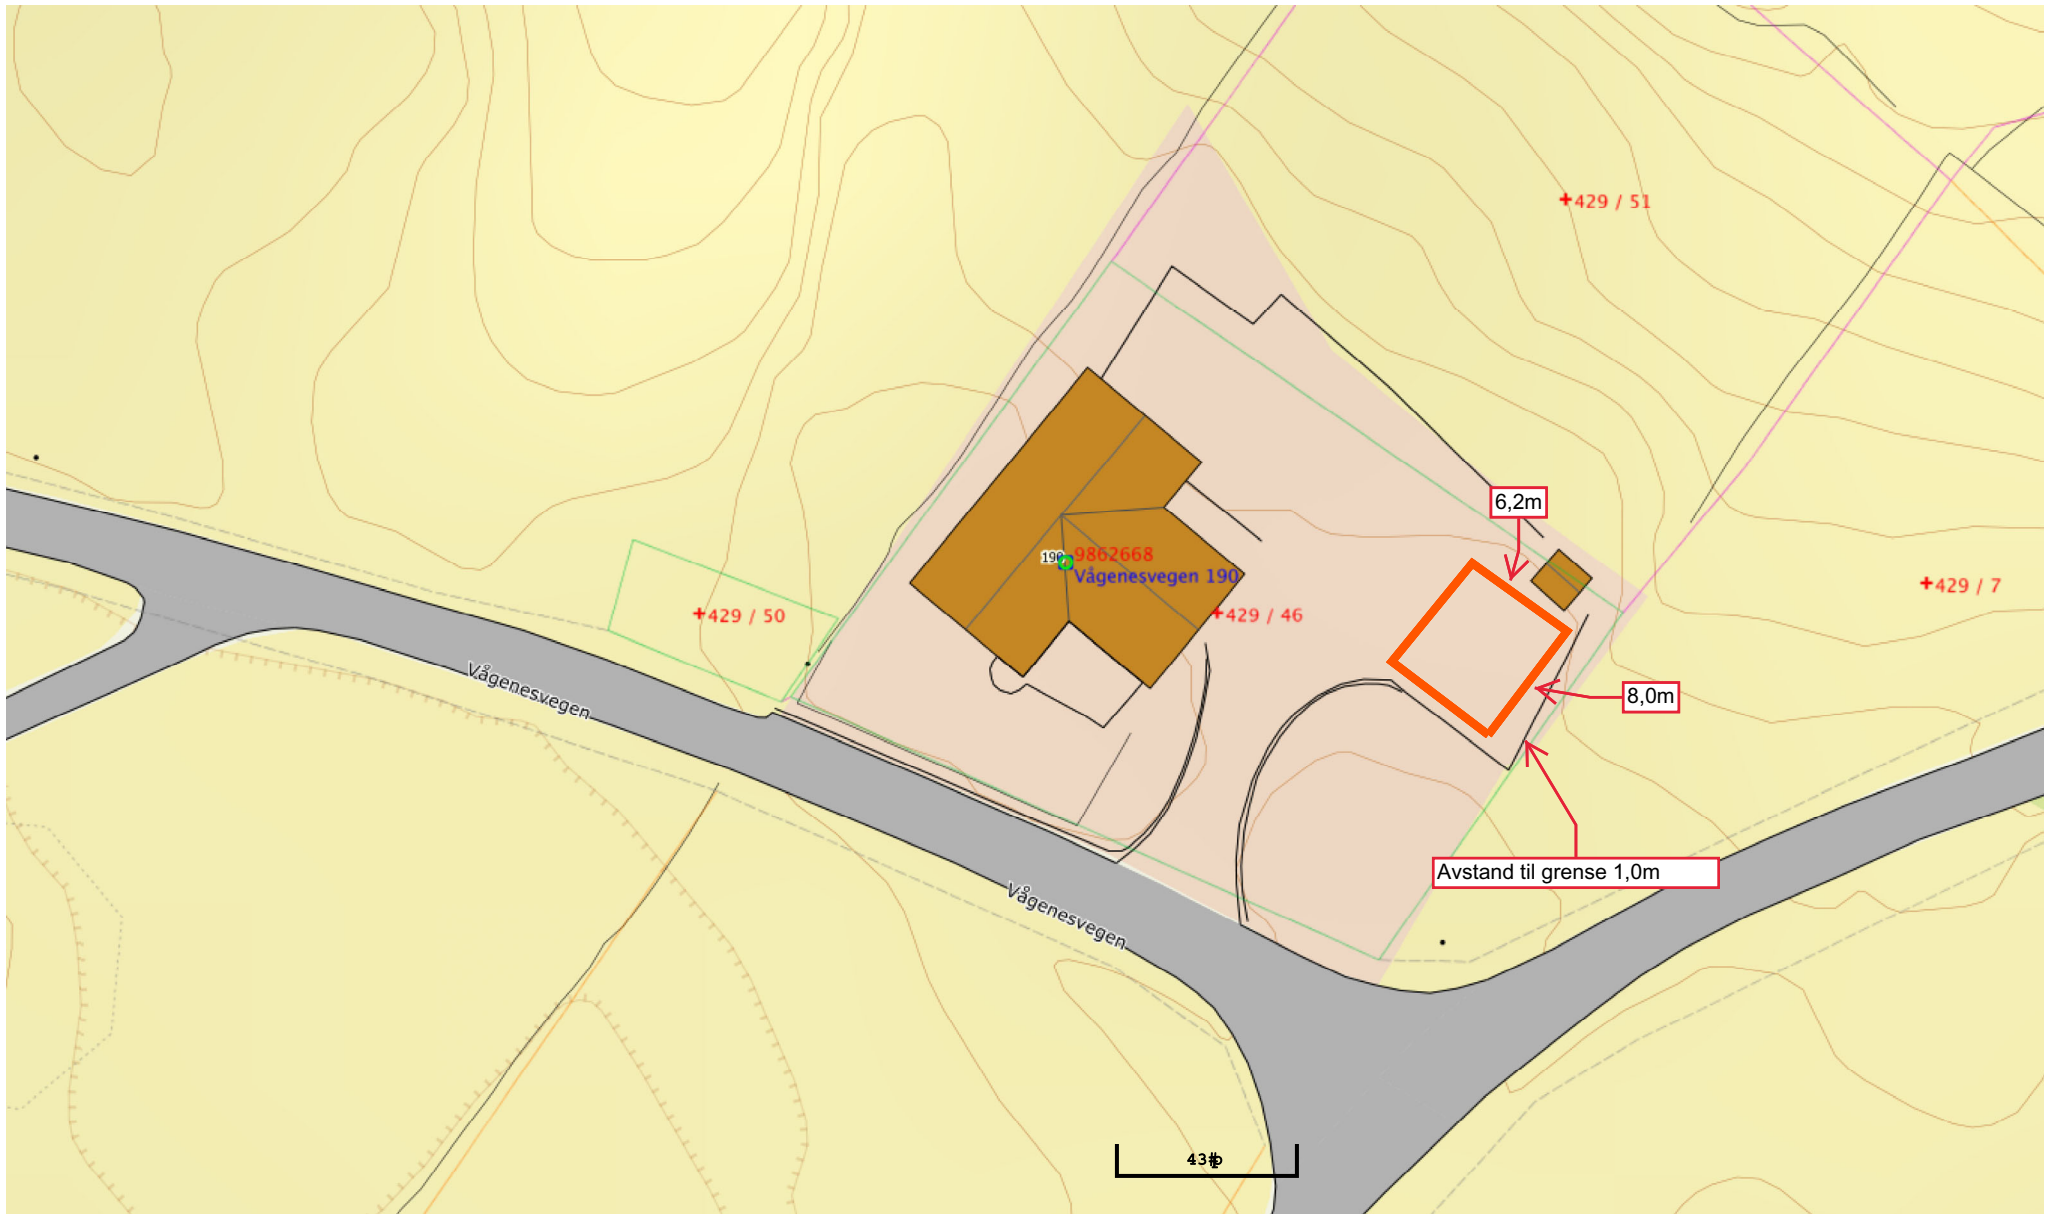 +429 / 51
6,2m
190
9862668
Vågenesvegen 190
+429 / 7
+429 / 50
+429 / 46
Vågenesvegen
8,0m
Avstand til grense 1,0m
Vågenesvegen